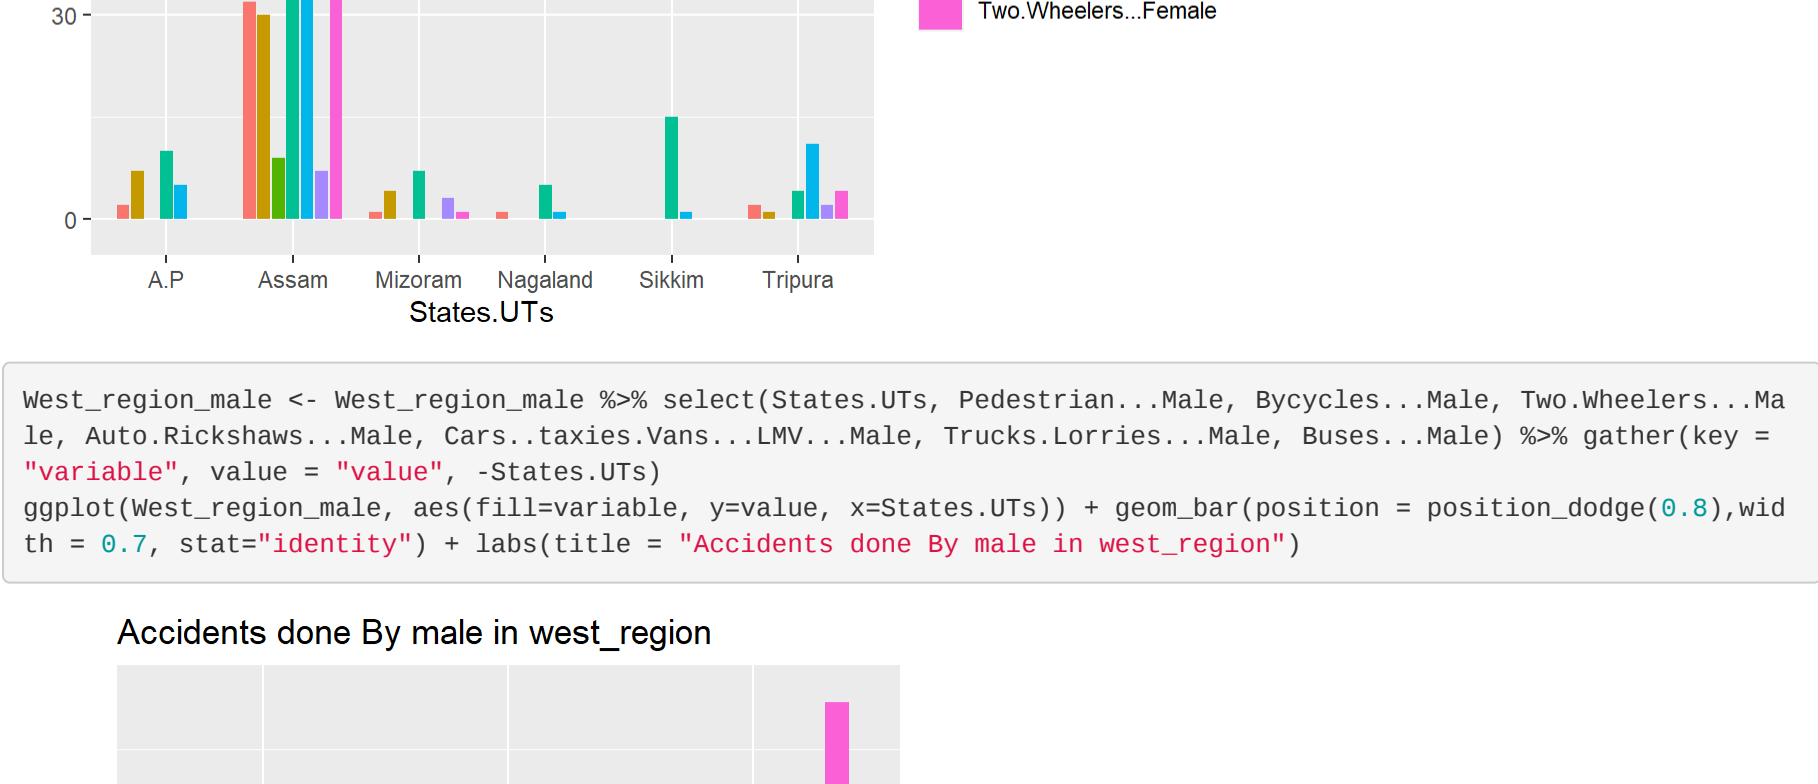 30
Two.Wheelers...Female
0
A.P Assam Mizoram Nagaland Sikkim Tripura
States.UTs
West_region_male <- West_region_male %>% select(States.UTs, Pedestrian...Male, Bycycles...Male, Two.Wheelers...Ma
le, Auto.Rickshaws...Male, Cars..taxies.Vans...LMV...Male, Trucks.Lorries...Male, Buses...Male) %>% gather(key =
"variable", value = "value", -States.UTs)
ggplot(West_region_male, aes(fill=variable, y=value, x=States.UTs)) + geom_bar(position = position_dodge(0.8),wid
th = 0.7, stat="identity") + labs(title = "Accidents done By male in west_region")
Accidents done By male in west_region